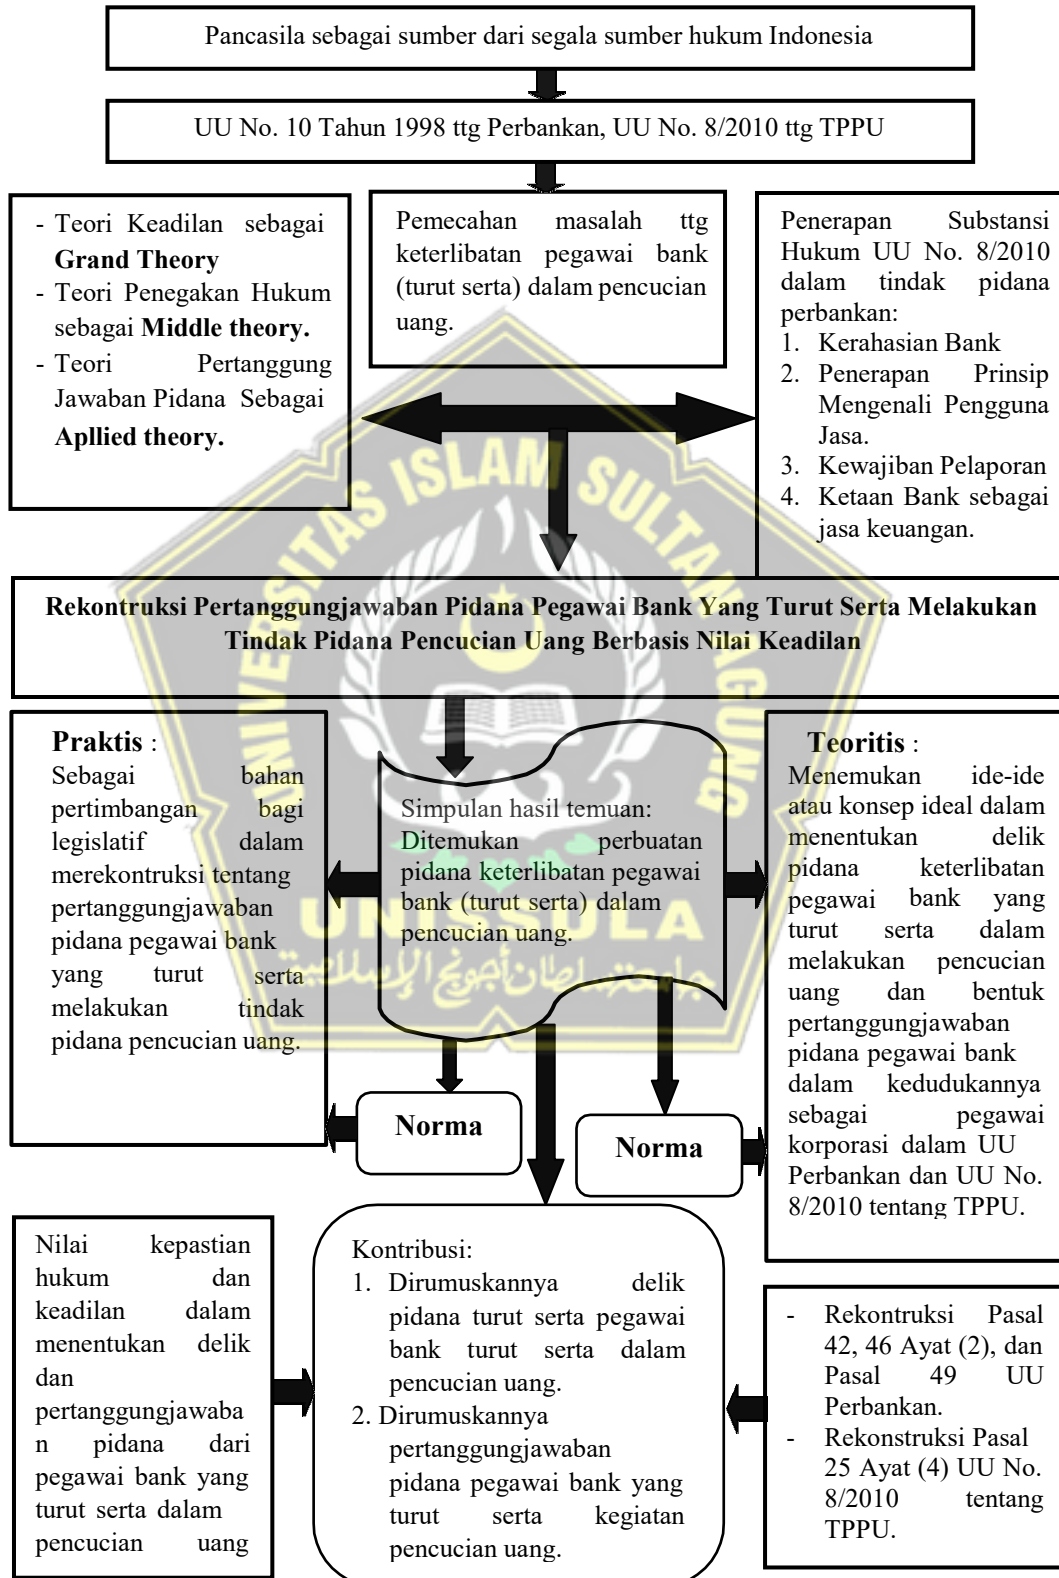 Pancasila sebagai sumber dari segala sumber hukum Indonesia
UU No. 10 Tahun 1998 ttg Perbankan, UU No. 8/2010 ttg TPPU
- Teori Keadilan sebagai
Grand Theory
- Teori Penegakan Hukum
sebagai Middle theory.
- Teori Pertanggung
Jawaban Pidana Sebagai
Apllied theory.
Pemecahan masalah ttg
keterlibatan pegawai bank
(turut serta) dalam pencucian
uang.
Penerapan Substansi
Hukum UU No. 8/2010
dalam tindak pidana
perbankan:
1. Kerahasian Bank
2. Penerapan Prinsip
Mengenali Pengguna
Jasa.
3. Kewajiban Pelaporan
4. Ketaan Bank sebagai
jasa keuangan.
Rekontruksi Pertanggungjawaban Pidana Pegawai Bank Yang Turut Serta Melakukan
Tindak Pidana Pencucian Uang Berbasis Nilai Keadilan
Praktis :
Sebagai bahan
pertimbangan bagi
legislatif dalam
merekontruksi tentang
pertanggungjawaban
pidana pegawai bank
yang turut serta
melakukan tindak
pidana pencucian uang.
Simpulan hasil temuan:
Ditemukan perbuatan
pidana keterlibatan pegawai
bank (turut serta) dalam
pencucian uang.
Teoritis :
Menemukan ide-ide
atau konsep ideal dalam
menentukan delik
pidana keterlibatan
pegawai bank yang
turut serta dalam
melakukan pencucian
uang dan bentuk
pertanggungjawaban
pidana pegawai bank
dalam kedudukannya
sebagai pegawai
korporasi dalam UU
Perbankan dan UU No.
8/2010 tentang TPPU.
Norma
Norma
Nilai kepastian
hukum dan
keadilan dalam
menentukan delik
dan
pertanggungjawaba
n pidana dari
pegawai bank yang
turut serta dalam
pencucian uang
Kontribusi:
1. Dirumuskannya delik
pidana turut serta pegawai
bank turut serta dalam
pencucian uang.
2. Dirumuskannya
pertanggungjawaban
pidana pegawai bank yang
turut serta kegiatan
pencucian uang.
- Rekontruksi Pasal
42, 46 Ayat (2), dan
Pasal 49 UU
Perbankan.
- Rekonstruksi Pasal
25 Ayat (4) UU No.
8/2010 tentang
TPPU.
UNIVERSITAS ISLAM SULTAN AGUNG
UNISSULA
جامعة سلطان أجونج الإسلامية